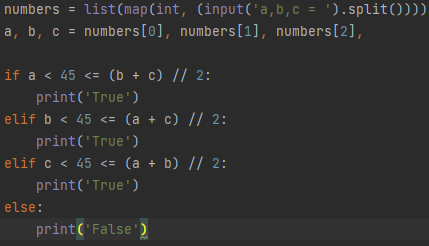 numbers = list(map(int, (input('a,b,c = ').split())))
a, b, c = numbers[0], numbers[1], numbers[2],
if a < 45 <= (b + c) // 2:
    print('True')
elif b < 45 <= (a + c) // 2:
    print('True')
elif c < 45 <= (a + b) // 2:
    print('True')
else:
    print('False')